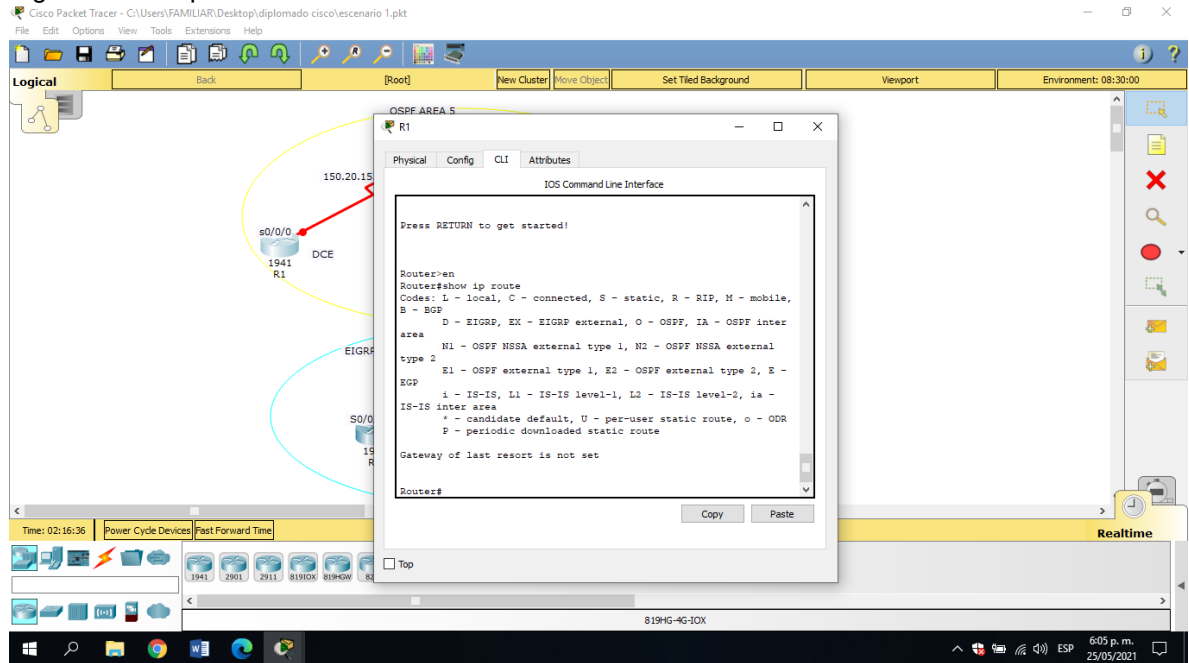 Cisco Packet Tracer - C:\Users\FAMILIAR\Desktop\diplomado cisco\escenario 1.pkt
File Edit Options View Tools Extensions Help
Logical Back [Root] New Cluster Move Object Set Tiled Background Viewport Environment: 08:30:00
OSPF AREA 5
150.20.15
s0/0/0
DCE
1941
R1
EIGRP
S0/0
19
R
R1
Physical Config CLI Attributes
IOS Command Line Interface
Press RETURN to get started!
Router>en
Router#show ip route
Codes: L - local, C - connected, S - static, R - RIP, M - mobile,
B - BGP
D - EIGRP, EX - EIGRP external, O - OSPF, IA - OSPF inter
area
N1 - OSPF NSSA external type 1, N2 - OSPF NSSA external
type 2
E1 - OSPF external type 1, E2 - OSPF external type 2, E -
EGP
i - IS-IS, L1 - IS-IS level-1, L2 - IS-IS level-2, ia -
IS-IS inter area
* - candidate default, U - per-user static route, o - ODR
P - periodic downloaded static route
Gateway of last resort is not set
Router#
Copy Paste
Top
Time: 02:16:36 Power Cycle Devices Fast Forward Time Realtime
1941 2901 2911 819IOX 819HGW 82
819HG-4G-IOX
ESP 6:05 p. m.
25/05/2021